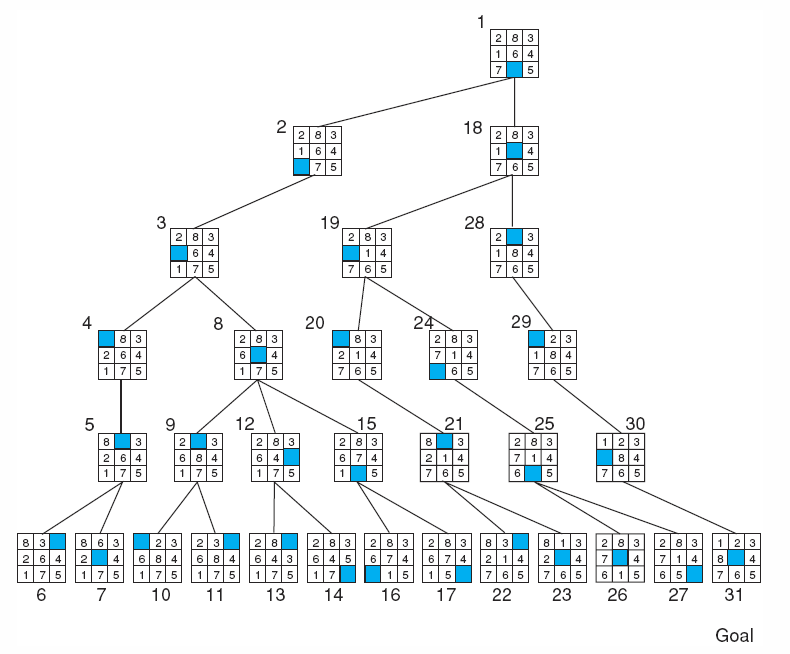 1
2 8 3
1 6 4
7 5
2
2 8 3
1 6 4
7 5
18
2 8 3
1 4
7 6 5
3
2 8 3
6 4
1 7 5
19
2 8 3
1 4
7 6 5
28
2 3
1 8 4
7 6 5
4
8 3
2 6 4
1 7 5
8
2 8 3
6 4
1 7 5
20
8 3
2 1 4
7 6 5
24
2 8 3
7 1 4
6 5
29
2 3
1 8 4
7 6 5
5
8 3
2 6 4
1 7 5
9
2 3
6 8 4
1 7 5
12
2 8 3
6 4
1 7 5
15
2 8 3
6 7 4
1 5
21
8 3
2 1 4
7 6 5
25
2 8 3
7 1 4
6 5
30
1 2 3
8 4
7 6 5
8 3
2 6 4
1 7 5
6
8 6 3
2 4
1 7 5
7
2 3
6 8 4
1 7 5
10
2 3
6 8 4
1 7 5
11
2 8
6 4 3
1 7 5
13
2 8 3
6 4 5
1 7
14
2 8 3
6 7 4
1 5
16
2 8 3
6 7 4
1 5
17
8 3
2 1 4
7 6 5
22
8 1 3
2 4
7 6 5
23
2 8 3
7 4
6 1 5
26
2 8 3
7 1 4
6 5
27
1 2 3
8 4
7 6 5
31
Goal